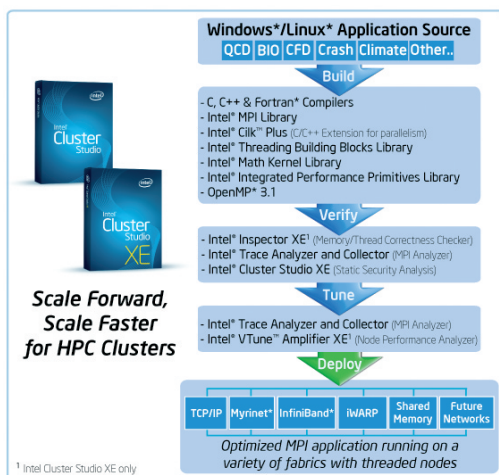 Windows*/Linux* Application Source
QCD BIO CFD Crash Climate Other..
Build
- C, C++ & Fortran* Compilers
- Intel® MPI Library
- Intel® Cilk™ Plus (C/C++ Extension for parallelism)
- Intel® Threading Building Blocks Library
- Intel® Math Kernel Library
- Intel® Integrated Performance Primitives Library
- OpenMP* 3.1
Verify
- Intel® Inspector XE¹ (Memory/Thread Correctness Checker)
- Intel® Trace Analyzer and Collector (MPI Analyzer)
- Intel® Cluster Studio XE (Static Security Analysis)
Tune
- Intel® Trace Analyzer and Collector (MPI Analyzer)
- Intel® VTune™ Amplifier XE¹ (Node Performance Analyzer)
Deploy
TCP/IP Myrinet* InfiniBand* iWARP Shared Memory Future Networks
Optimized MPI application running on a
variety of fabrics with threaded nodes
intel
Intel
Cluster
Studio
intel
Intel
Cluster
Studio
XE
Scale Forward,
Scale Faster
for HPC Clusters
¹ Intel Cluster Studio XE only